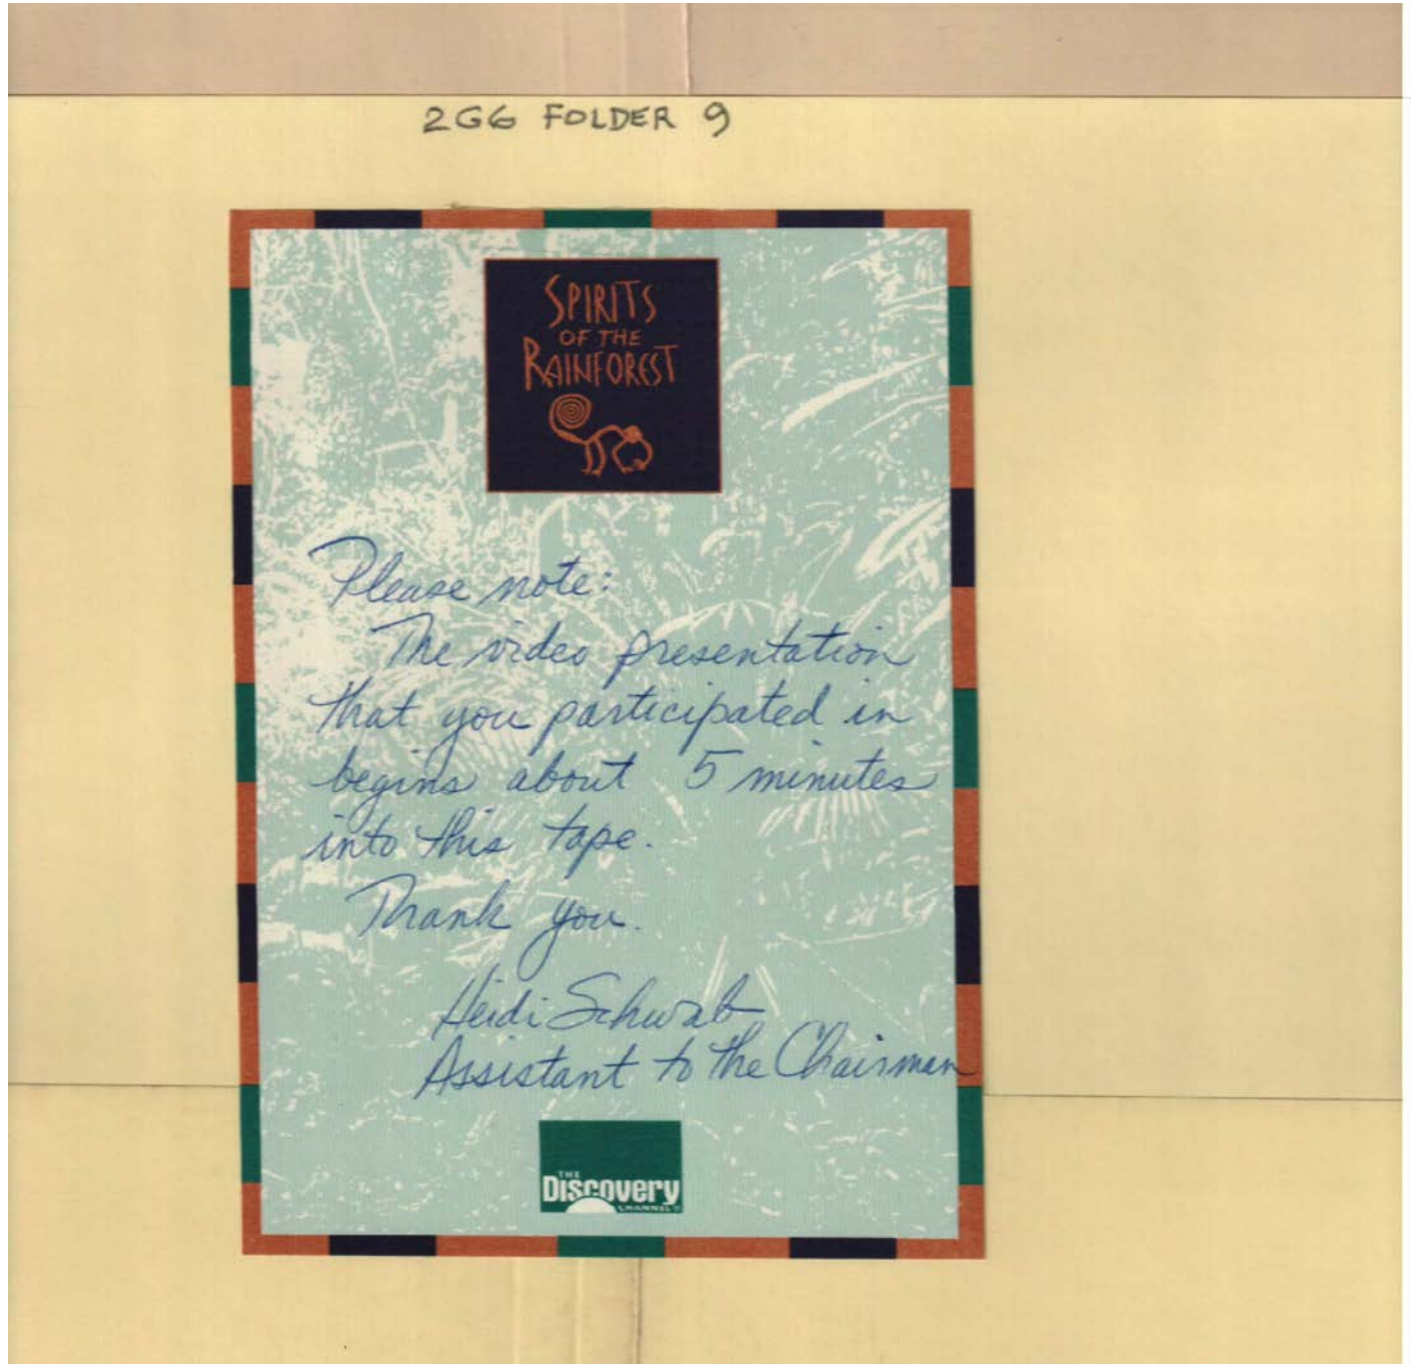 2G6 FOLDER 9
SPIRITS
OF THE
RAINFOREST
Please note:
The video presentation
that you participated in
begins about 5 minutes
into this tape.
Thank you.
Heidi Schwab
Assistant to the Chairman
THE
Discovery
CHANNEL